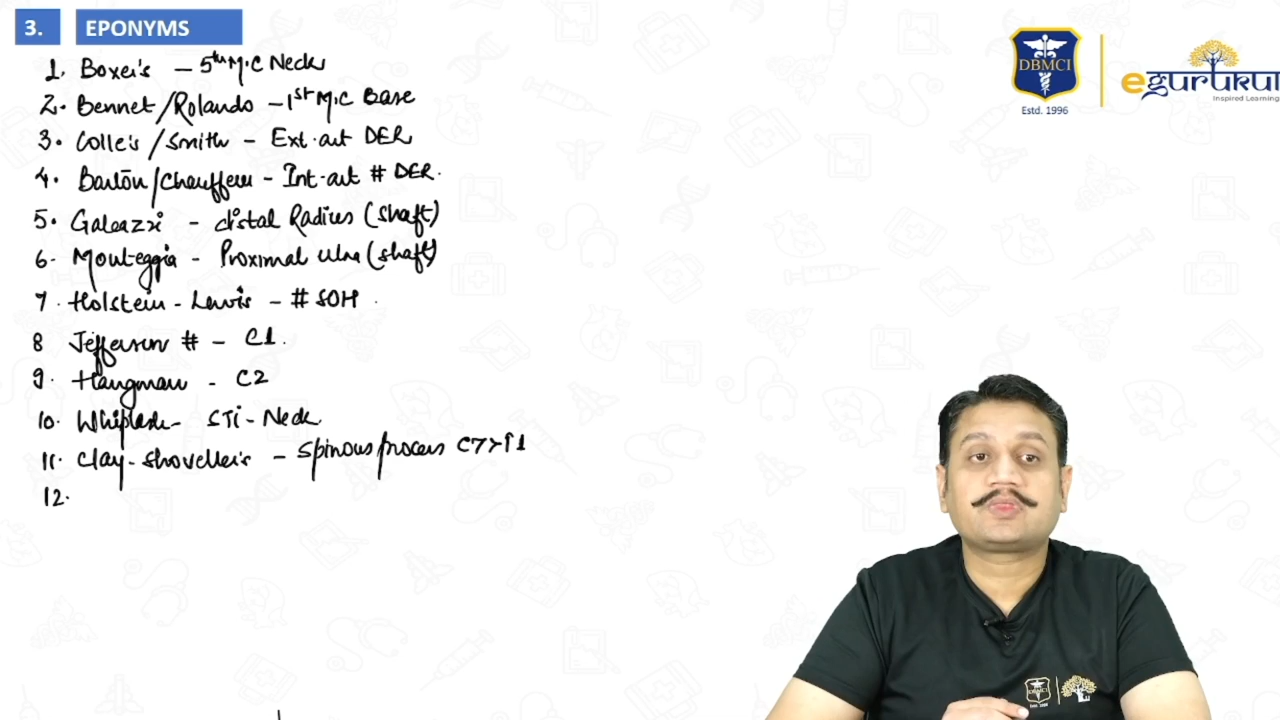 3. EPONYMS
1. Boxer's - 5th M.C Neck
2. Bennet/Rolando - 1st M.C Base
3. Colle's/Smith - Ext.art DER
4. Barton/Chauffeur - Int.art # DER.
5. Galeazzi - distal Radius (shaft)
6. Monteggia - Proximal ulna (shaft)
7. Holstein-Lewis - # SOH
8 Jefferson # - C1.
9. Hangman - C2
10. Whiplash - STi - Neck
11. Clay-shoveller's - Spinous process C7>T1
12.
DBMCI
Estd. 1996
egurukul
Inspired Learning
DBMCI